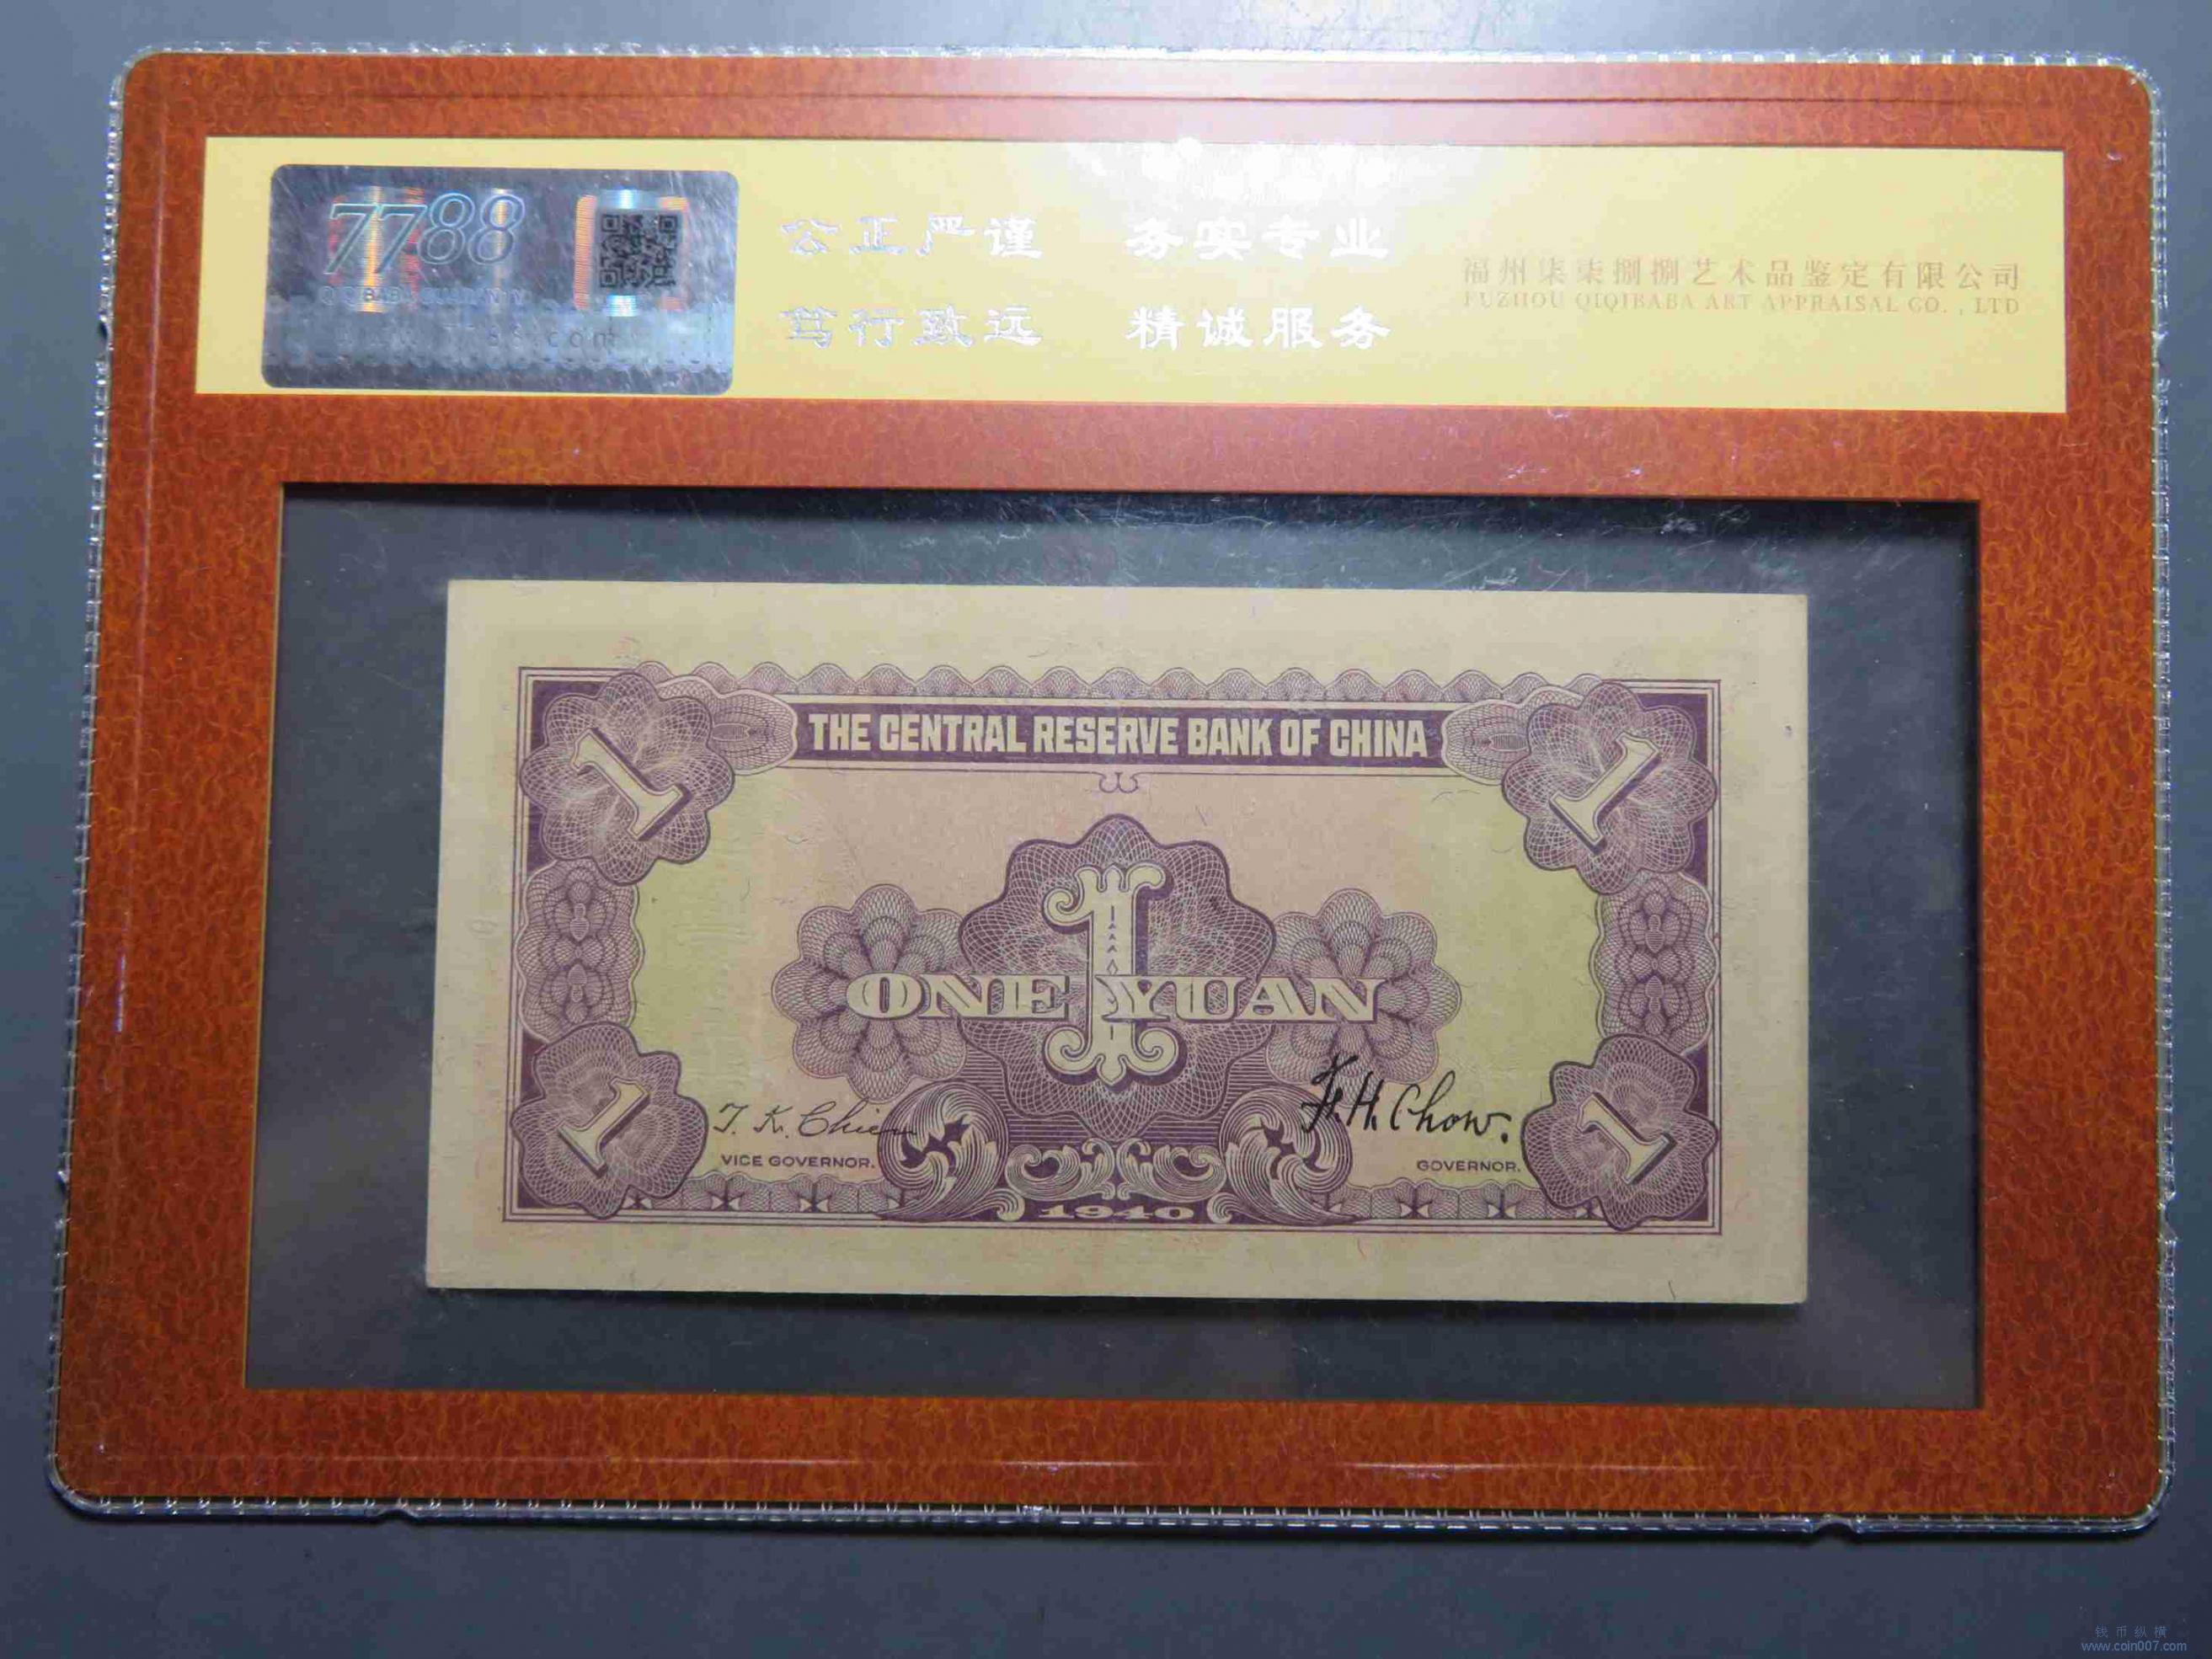 7788
公正严谨 务实专业
笃行致远 精诚服务
福州柒柒捌捌艺术品鉴定有限公司
FUZHOU QIQIBABA ART APPRAISAL CO., LTD
THE CENTRAL RESERVE BANK OF CHINA
1
1
1
ONE YUAN
T. K. Chien
VICE GOVERNOR.
F. H. Chow.
GOVERNOR.
1
1
1940
钱币纵横
www.coin007.com